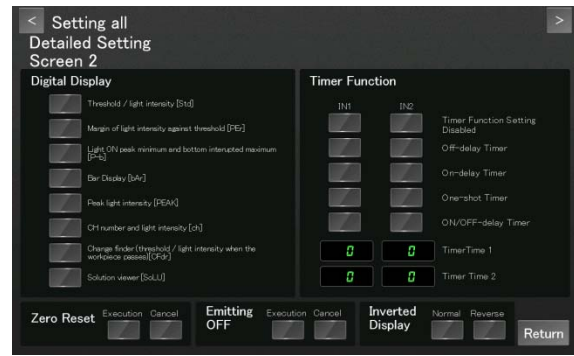 < Setting all >
Detailed Setting
Screen 2
Digital Display
Threshold / light intensity [Std]
Margin of light intensity against threshold [PEr]
Light ON peak minimum and bottom interupted maximum
[P-b]
Bar Display [bAr]
Peak light intensity [PEAK]
CH number and light intensity [ch]
Change finder (threshold / light intensity when the
workpiece passes)[CFdr]
Solution viewer [SoLU]
Timer Function
IN1 IN2
Timer Function Setting
Disabled
Off-delay Timer
On-delay Timer
One-shot Timer
ON/OFF-delay Timer
0 0 TimerTime 1
0 0 Timer Time 2
Zero Reset Execution Cancel
Emitting
OFF
Execution Cancel
Inverted
Display
Normal Reverse
Return